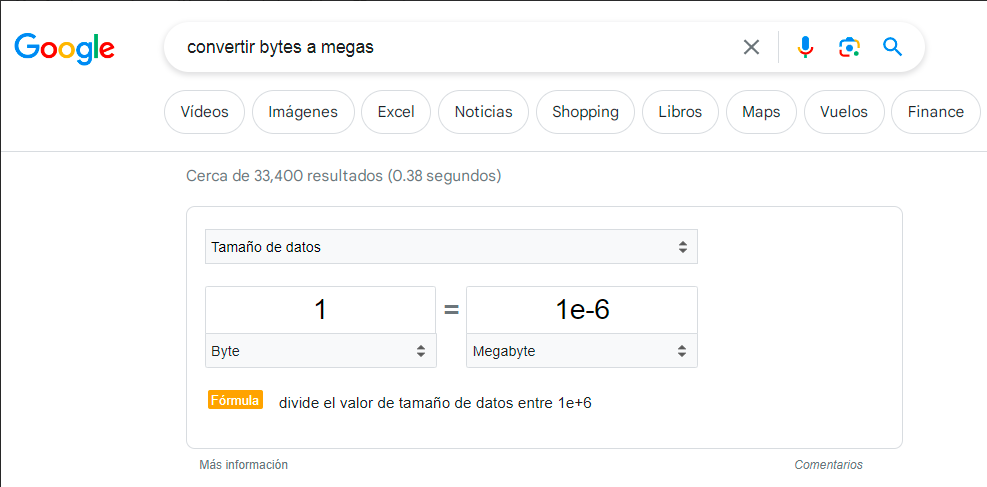 Google
convertir bytes a megas
Vídeos Imágenes Excel Noticias Shopping Libros Maps Vuelos Finance
Cerca de 33,400 resultados (0.38 segundos)
Tamaño de datos
1 = 1e-6
Byte Megabyte
Fórmula divide el valor de tamaño de datos entre 1e+6
Más información Comentarios